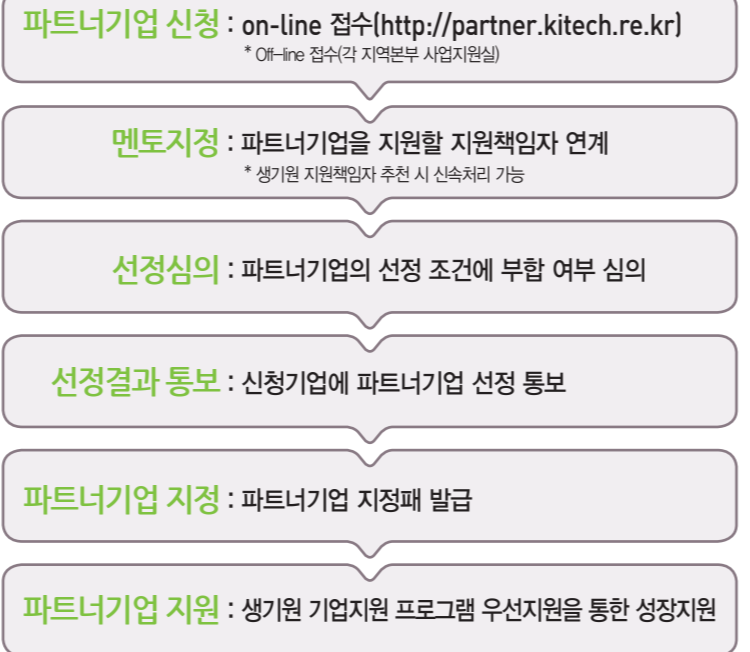 파트너기업 신청 : on-line 접수(http://partner.kitech.re.kr)
* Off-line 접수(각 지역본부 사업지원실)
멘토지정 : 파트너기업을 지원할 지원책임자 연계
* 생기원 지원책임자 추천 시 신속처리 가능
선정심의 : 파트너기업의 선정 조건에 부합 여부 심의
선정결과 통보 : 신청기업에 파트너기업 선정 통보
파트너기업 지정 : 파트너기업 지정패 발급
파트너기업 지원 : 생기원 기업지원 프로그램 우선지원을 통한 성장지원